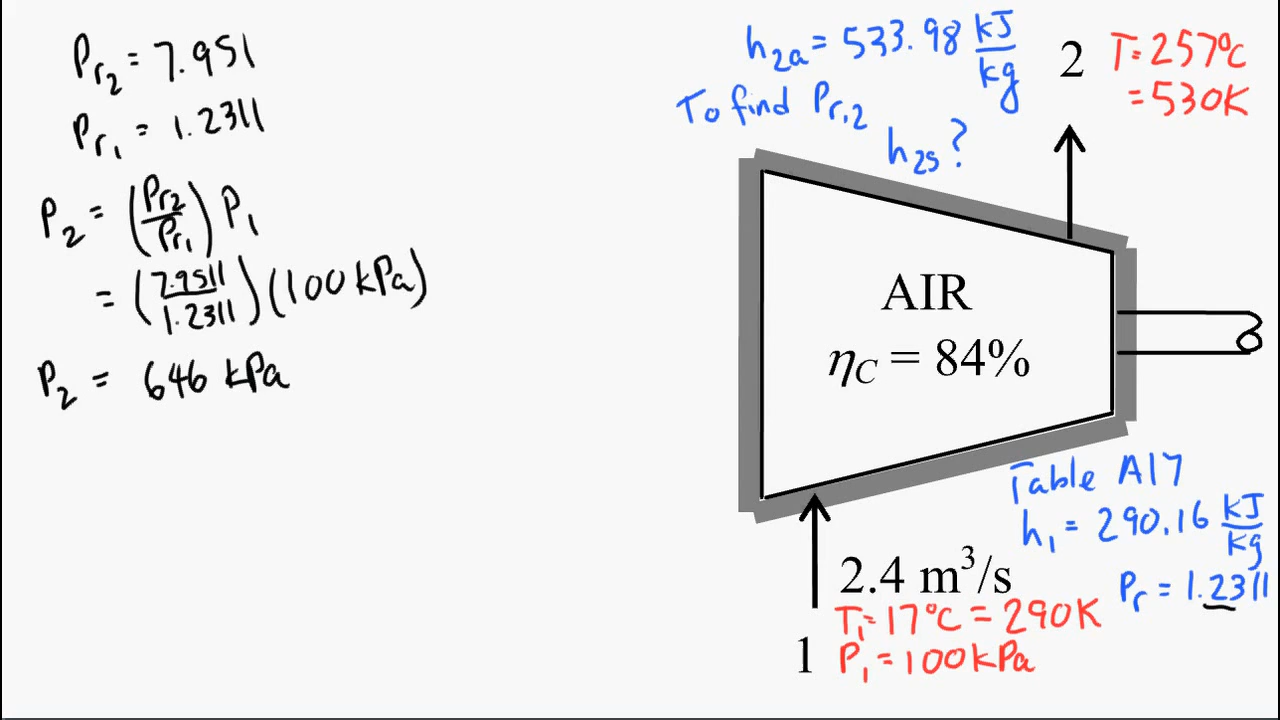 Pr2 = 7.951
Pr1 = 1.2311
P2 = (Pr2/Pr1) P1
= (7.9511/1.2311)(100 kPa)
P2 = 646 kPa
h2a = 533.98 kJ/kg
To find Pr,2
h2s ?
2
T = 257°C
= 530K
AIR
ηC = 84%
Table A17
h1 = 290.16 kJ/kg
Pr = 1.2311
2.4 m³/s
T1 = 17°C = 290K
1
P1 = 100kPa